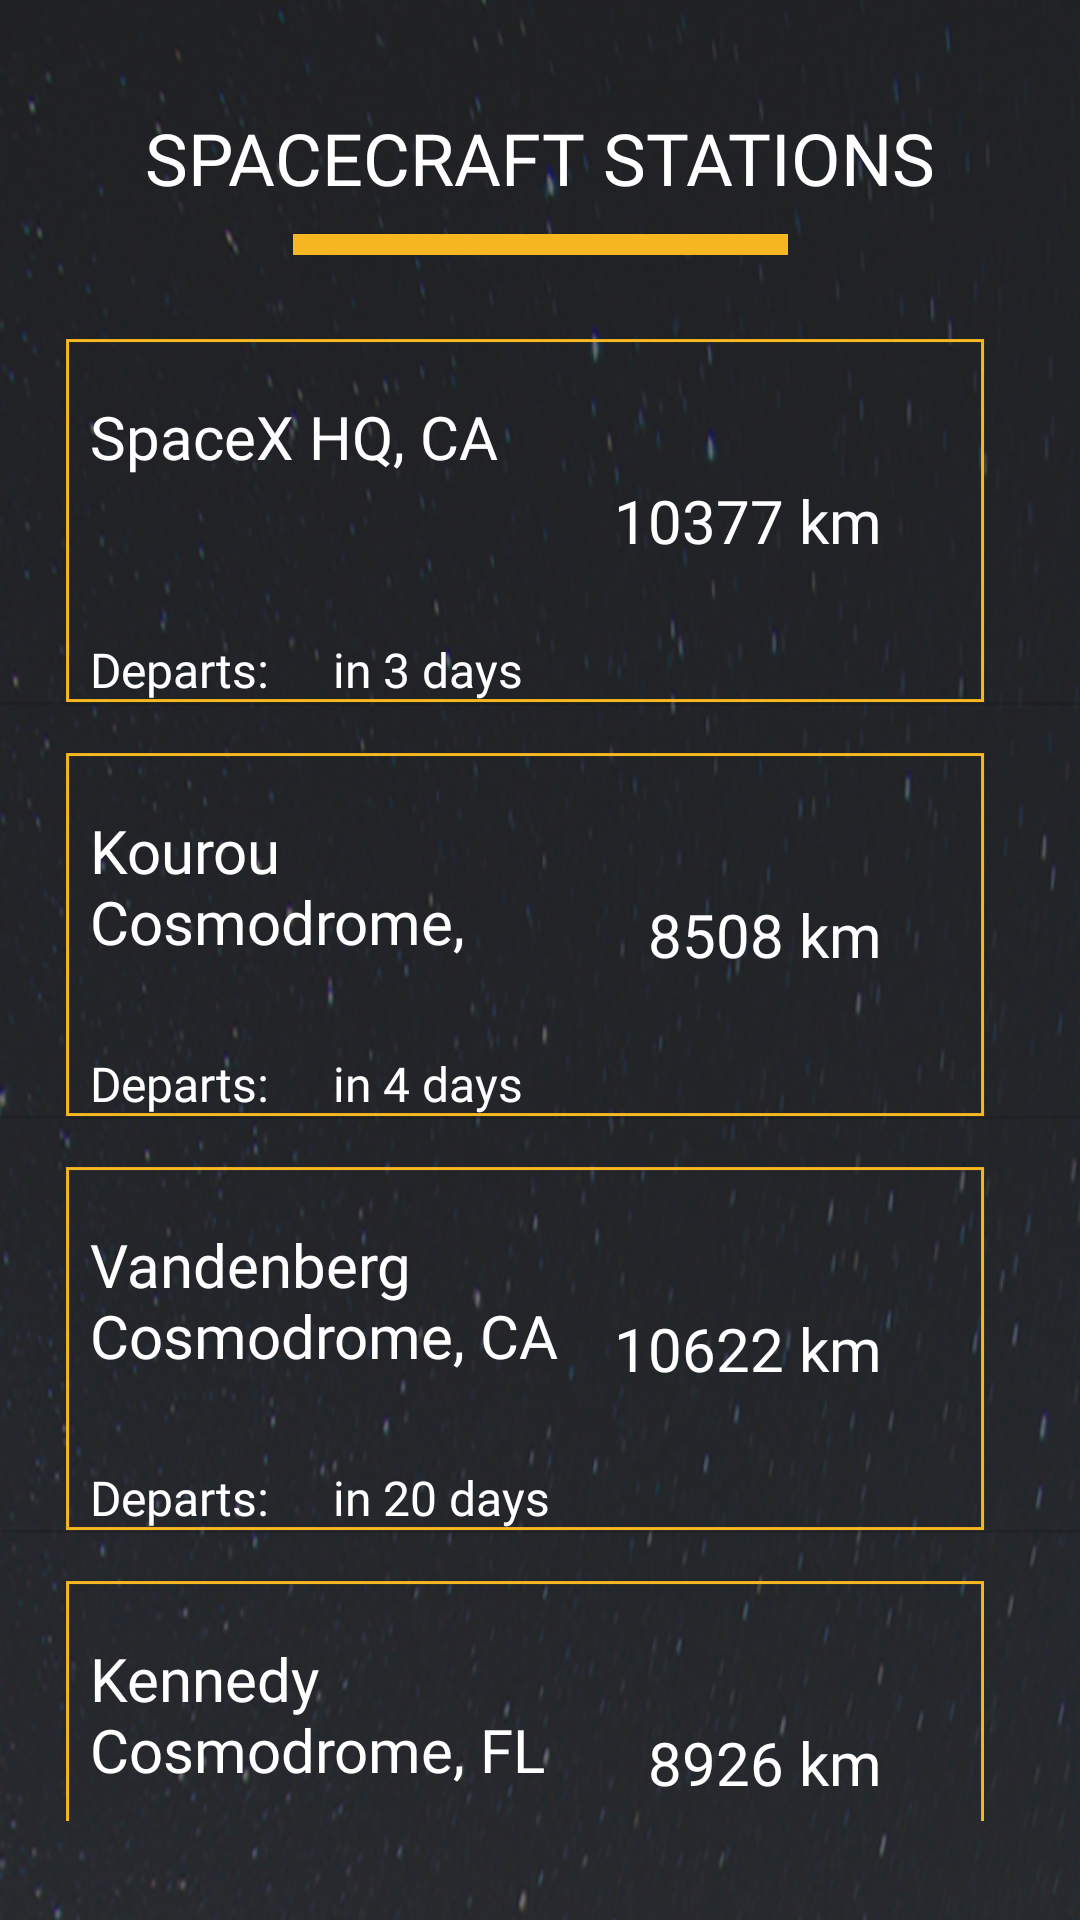 SPACECRAFT STATIONS
SpaceX HQ, CA
10377 km
Departs: in 3 days
Kourou
Cosmodrome,
8508 km
Departs: in 4 days
Vandenberg
Cosmodrome, CA
10622 km
Departs: in 20 days
Kennedy
Cosmodrome, FL
8926 km